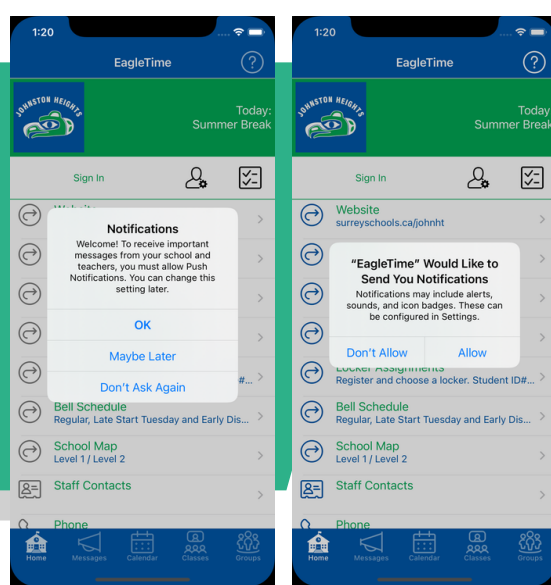 1:20
EagleTime
?
JOHNSTON HEIGHTS
Today:
Summer Break
Sign In
Website
Notifications
Welcome! To receive important
messages from your school and
teachers, you must allow Push
Notifications. You can change this
setting later.
OK
Maybe Later
Don't Ask Again
#...
Bell Schedule
Regular, Late Start Tuesday and Early Dis...
School Map
Level 1 / Level 2
Staff Contacts
Phone
Home
Messages
Calendar
Classes
Groups
1:20
EagleTime
?
JOHNSTON HEIGHTS
Today
Summer Break
Sign In
Website
surreyschools.ca/johnht
“EagleTime” Would Like to
Send You Notifications
Notifications may include alerts,
sounds, and icon badges. These can
be configured in Settings.
Don't Allow
Allow
Locker Assignments
Register and choose a locker. Student ID#...
Bell Schedule
Regular, Late Start Tuesday and Early Dis...
School Map
Level 1 / Level 2
Staff Contacts
Phone
Home
Messages
Calendar
Classes
Groups